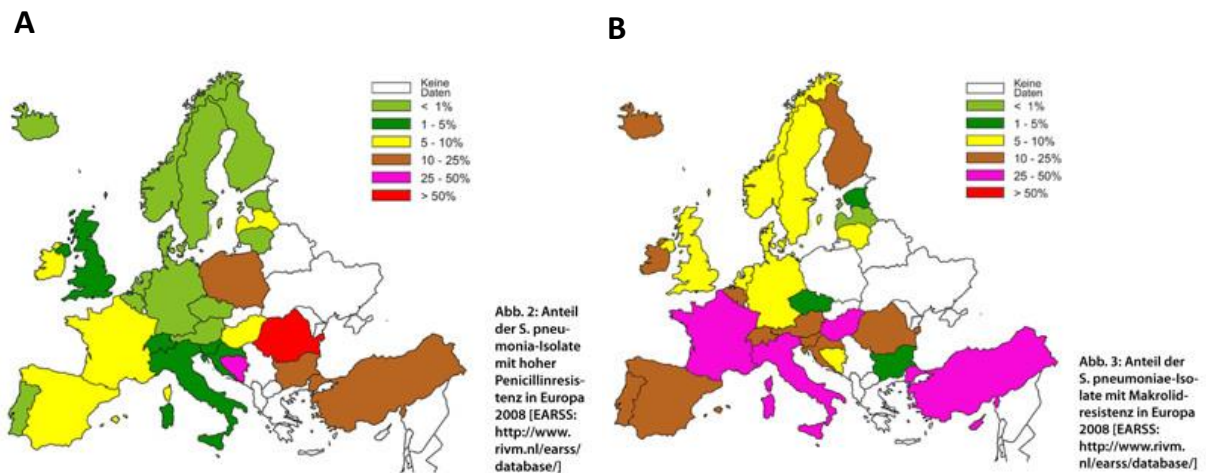 A
Keine
Daten
< 1%
1 - 5%
5 - 10%
10 - 25%
25 - 50%
> 50%
Abb. 2: Anteil
der S. pneu-
monia-Isolate
mit hoher
Penicillinresis-
tenz in Europa
2008 [EARSS:
http://www.
rivm.nl/earss/
database/]
B
Keine
Daten
< 1%
1 - 5%
5 - 10%
10 - 25%
25 - 50%
> 50%
Abb. 3: Anteil der
S. pneumoniae-Iso-
late mit Makrolid-
resistenz in Europa
2008 [EARSS:
http://www.rivm.
nl/earss/database/]